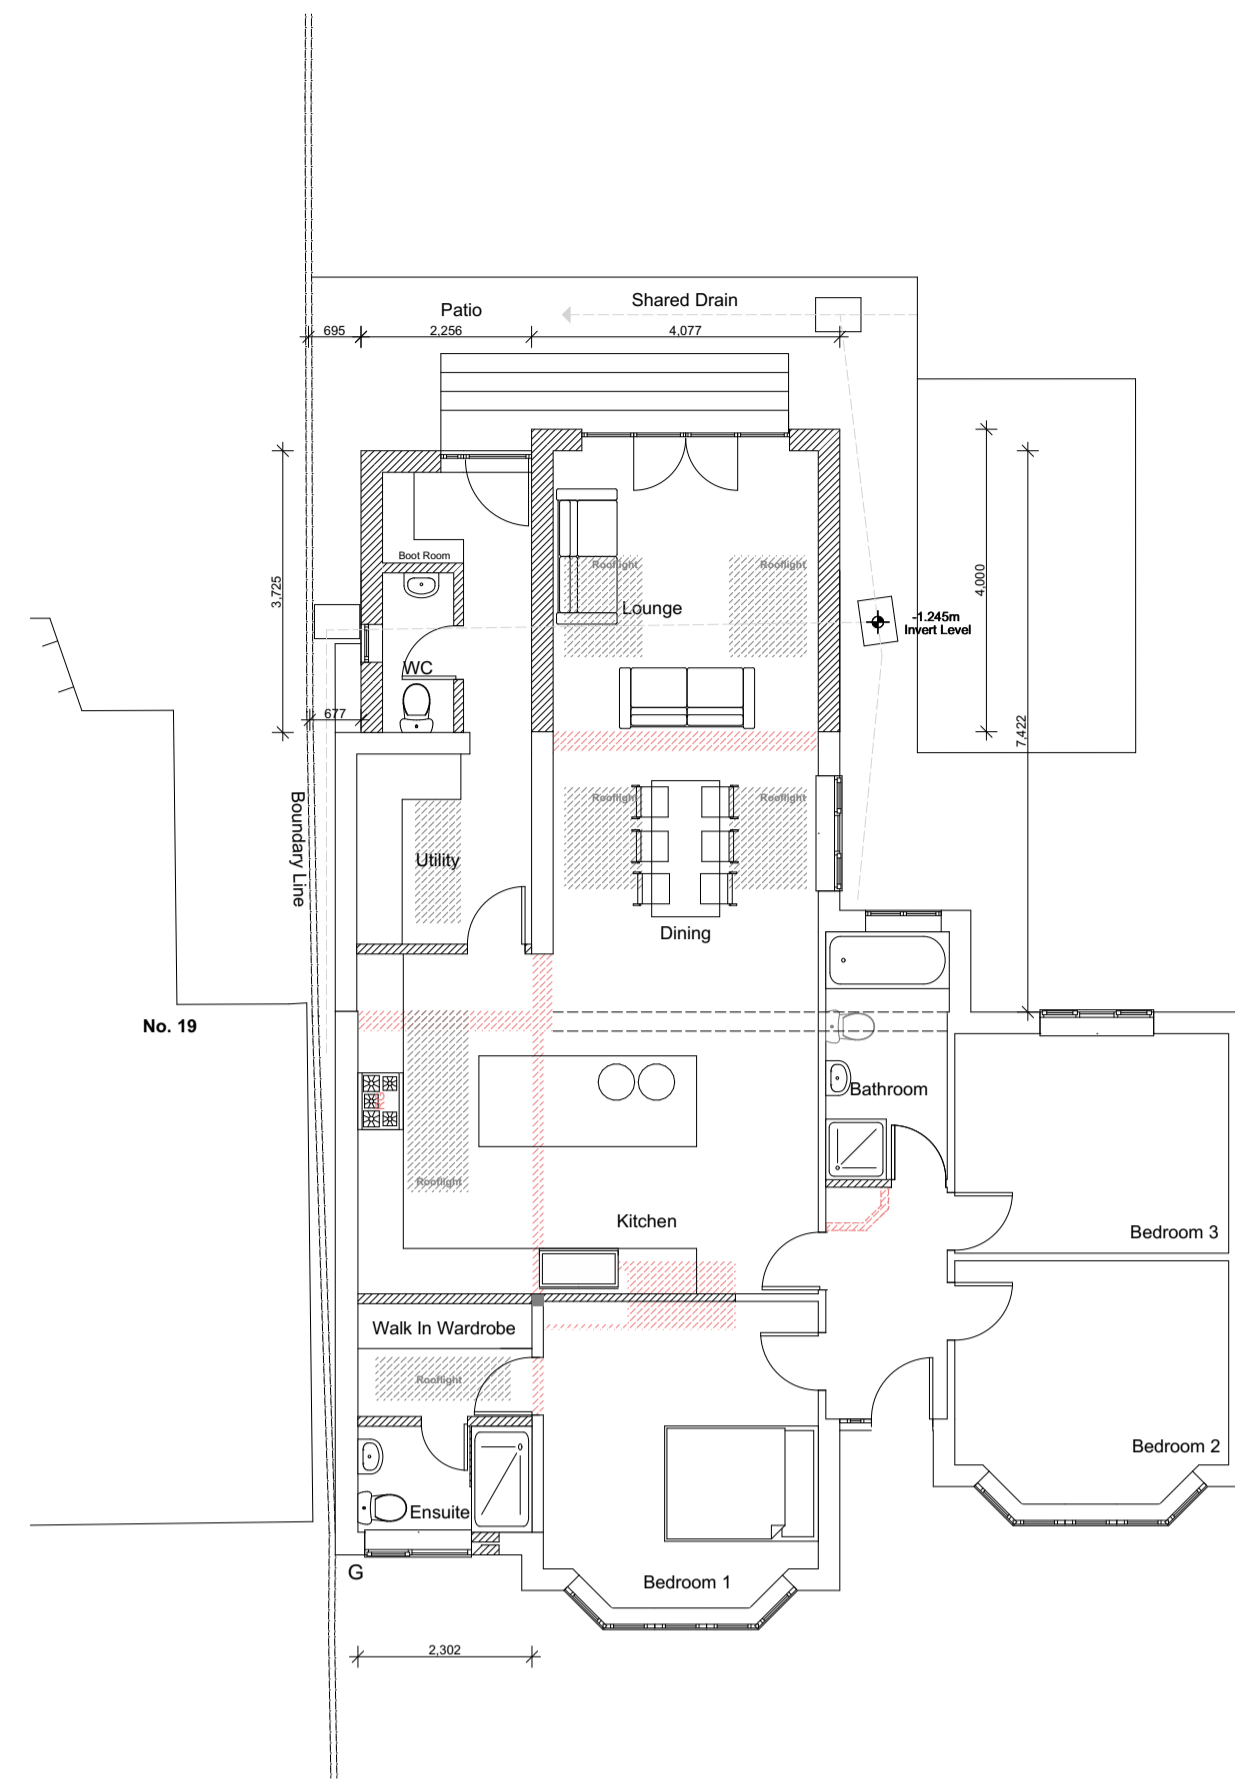 Shared Drain
Patio
695
2,256
4,077
Boot Room
Rooflight
Rooflight
3,725
4,000
Lounge
-1.245m
Invert Level
WC
677
7,422
Rooflight
Rooflight
Boundary Line
Utility
Dining
No. 19
RG
Bathroom
Rooflight
Kitchen
Bedroom 3
Walk In Wardrobe
Rooflight
Bedroom 2
Ensuite
G
Bedroom 1
2,302